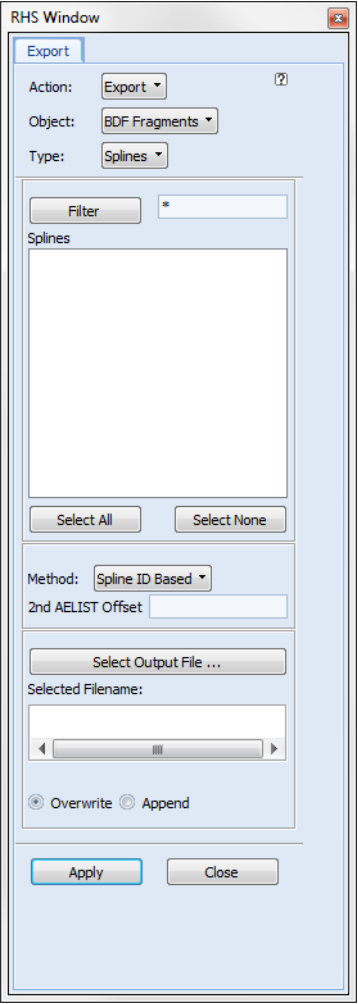 RHS Window
Export
?
Action: Export
Object: BDF Fragments
Type: Splines
Filter *
Splines
Select All Select None
Method: Spline ID Based
2nd AELIST Offset
Select Output File ...
Selected Filename:
Overwrite Append
Apply Close